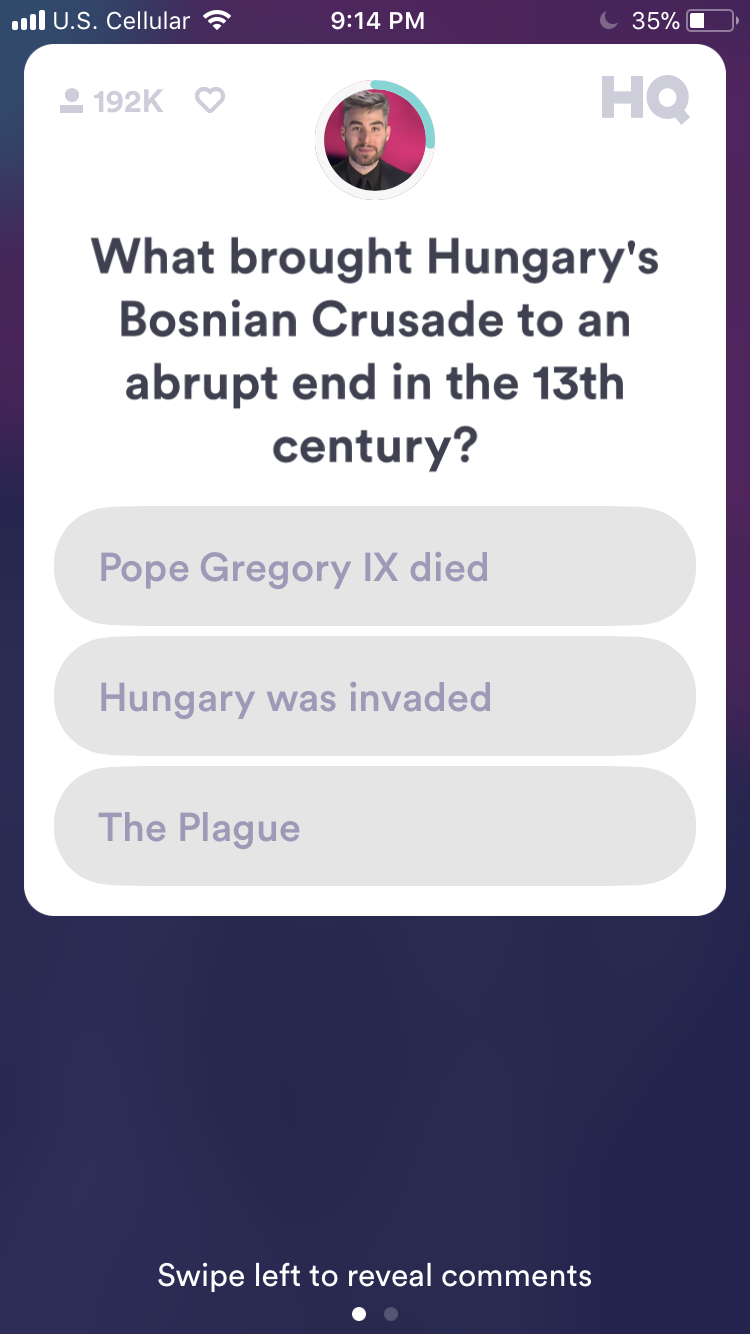 U.S. Cellular 9:14 PM 35%
192K HQ
What brought Hungary's
Bosnian Crusade to an
abrupt end in the 13th
century?
Pope Gregory IX died
Hungary was invaded
The Plague
Swipe left to reveal comments